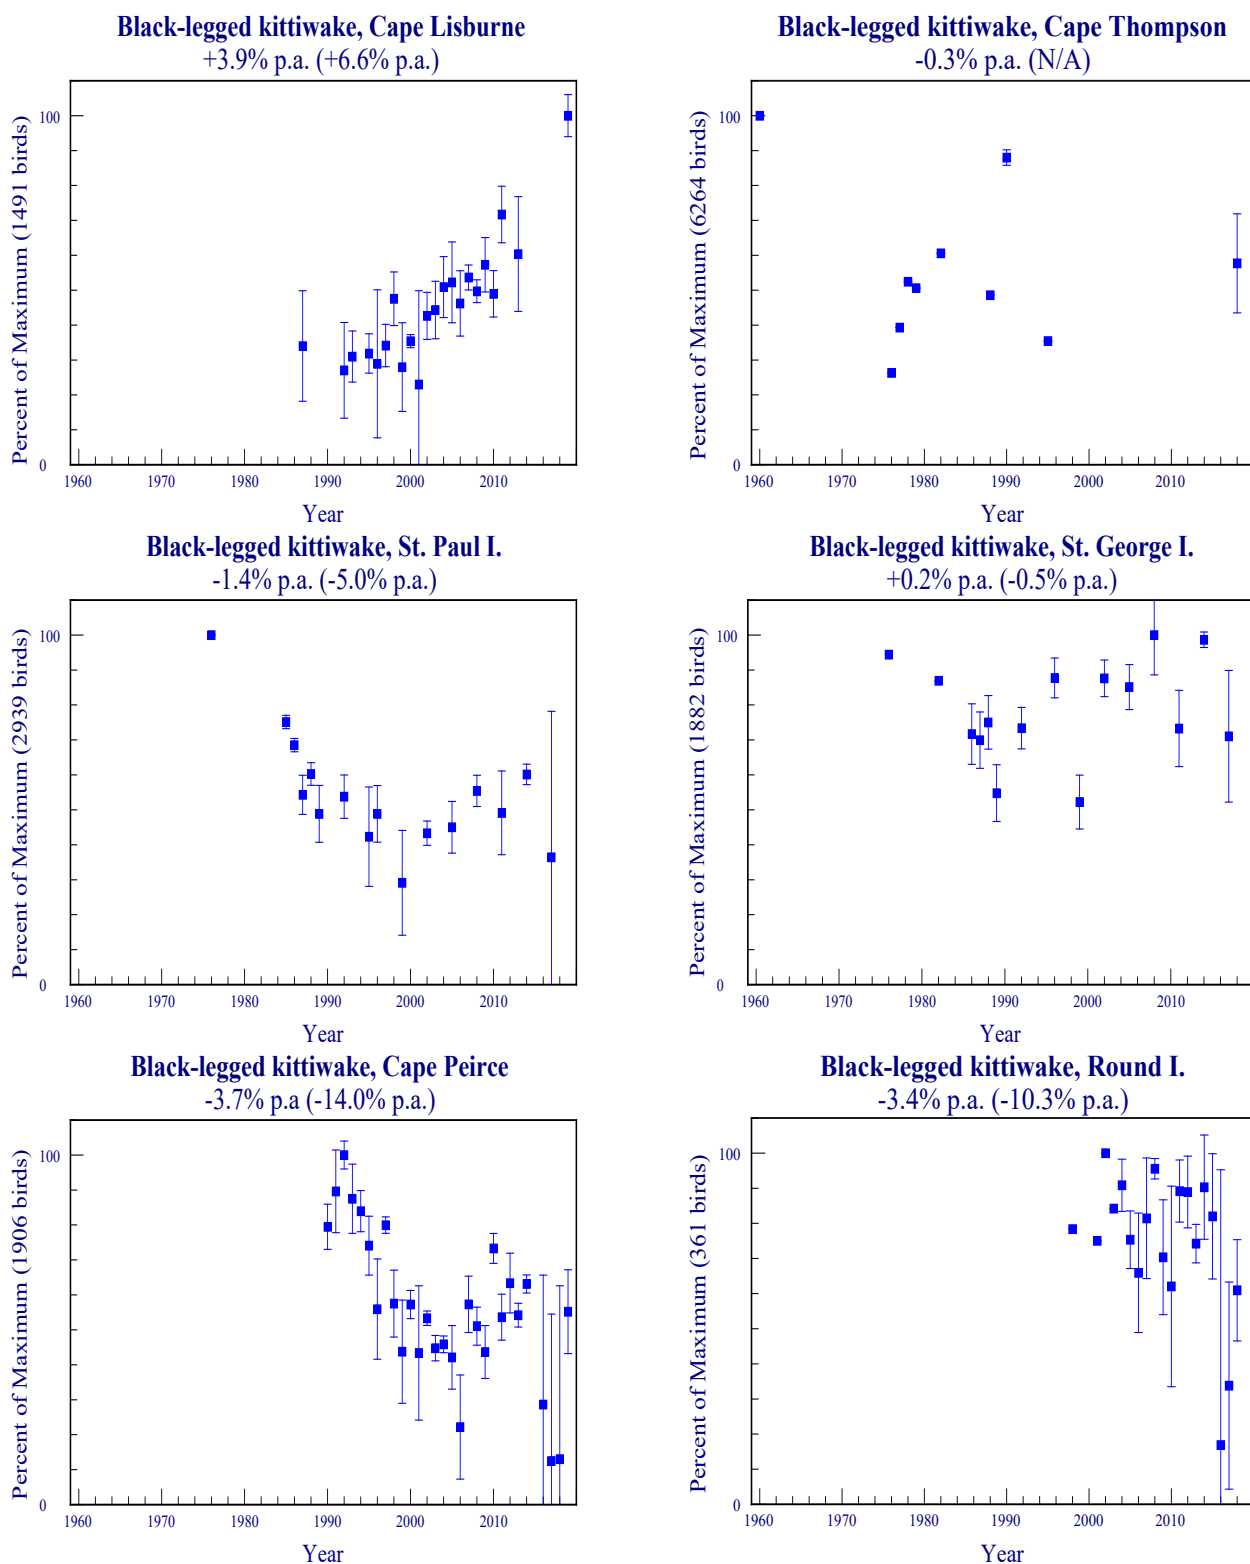 Black-legged kittiwake, Cape Lisburne
+3.9% p.a. (+6.6% p.a.)
Percent of Maximum (1491 birds)
100
0
1960 1970 1980 1990 2000 2010
Year
Black-legged kittiwake, Cape Thompson
-0.3% p.a. (N/A)
Percent of Maximum (6264 birds)
100
0
1960 1970 1980 1990 2000 2010
Year
Black-legged kittiwake, St. Paul I.
-1.4% p.a. (-5.0% p.a.)
Percent of Maximum (2939 birds)
100
0
1960 1970 1980 1990 2000 2010
Year
Black-legged kittiwake, St. George I.
+0.2% p.a. (-0.5% p.a.)
Percent of Maximum (1882 birds)
100
0
1960 1970 1980 1990 2000 2010
Year
Black-legged kittiwake, Cape Peirce
-3.7% p.a (-14.0% p.a.)
Percent of Maximum (1906 birds)
100
0
1960 1970 1980 1990 2000 2010
Year
Black-legged kittiwake, Round I.
-3.4% p.a. (-10.3% p.a.)
Percent of Maximum (361 birds)
100
0
1960 1970 1980 1990 2000 2010
Year